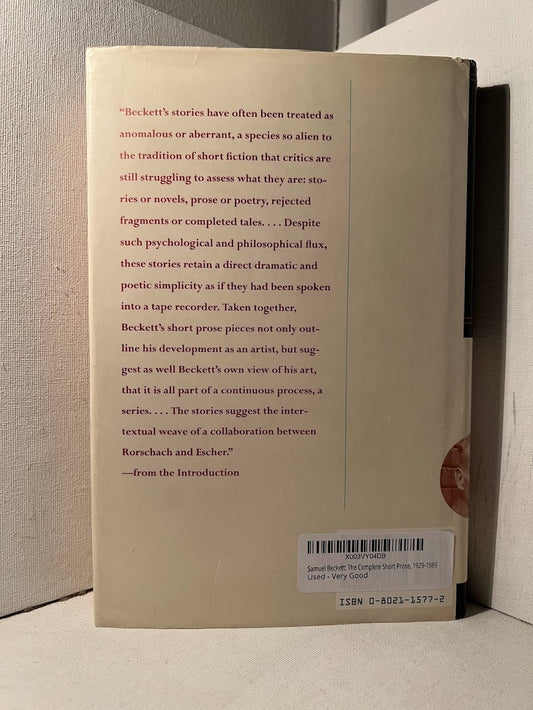 “Beckett’s stories have often been treated as
anomalous or aberrant, a species so alien to
the tradition of short fiction that critics are
still struggling to assess what they are: sto-
ries or novels, prose or poetry, rejected
fragments or completed tales. . . . Despite
such psychological and philosophical flux,
these stories retain a direct dramatic and
poetic simplicity as if they had been spoken
into a tape recorder. Taken together,
Beckett’s short prose pieces not only out-
line his development as an artist, but sug-
gest as well Beckett’s own view of his art,
that it is all part of a continuous process, a
series. . . . The stories suggest the inter-
textual weave of a collaboration between
Rorschach and Escher.”
—from the Introduction
X003VY04DB
Samuel Beckett: The Complete Short Prose, 1929-1989
Used - Very Good
ISBN 0-8021-1577-2